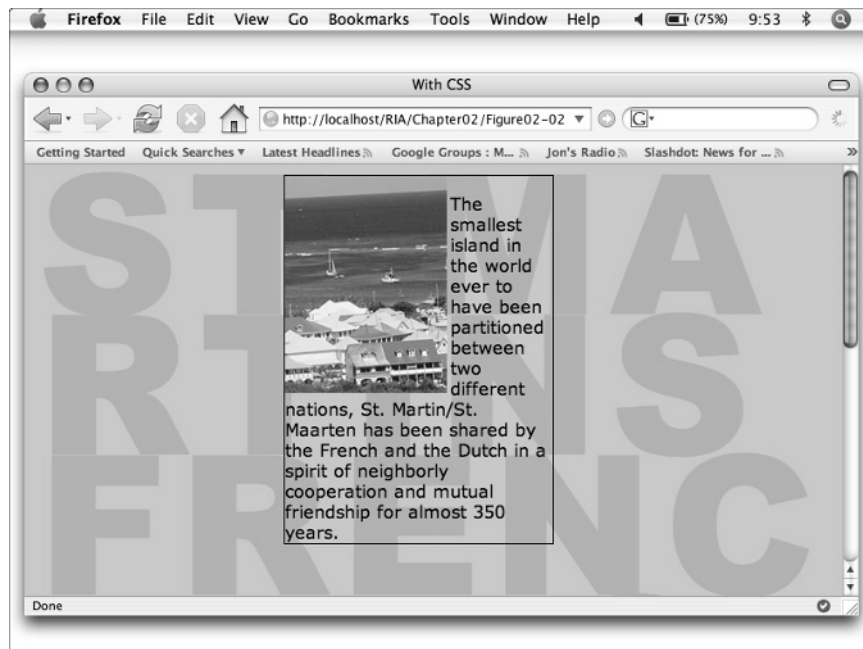 Firefox File Edit View Go Bookmarks Tools Window Help (75%) 9:53
With CSS
http://localhost/RIA/Chapter02/Figure02-02 G
Getting Started Quick Searches Latest Headlines Google Groups : M... Jon's Radio Slashdot: News for ... »
ST MA
RTINS
FRENC
The
smallest
island in
the world
ever to
have been
partitioned
between
two
different
nations, St. Martin/St.
Maarten has been shared by
the French and the Dutch in a
spirit of neighborly
cooperation and mutual
friendship for almost 350
years.
Done